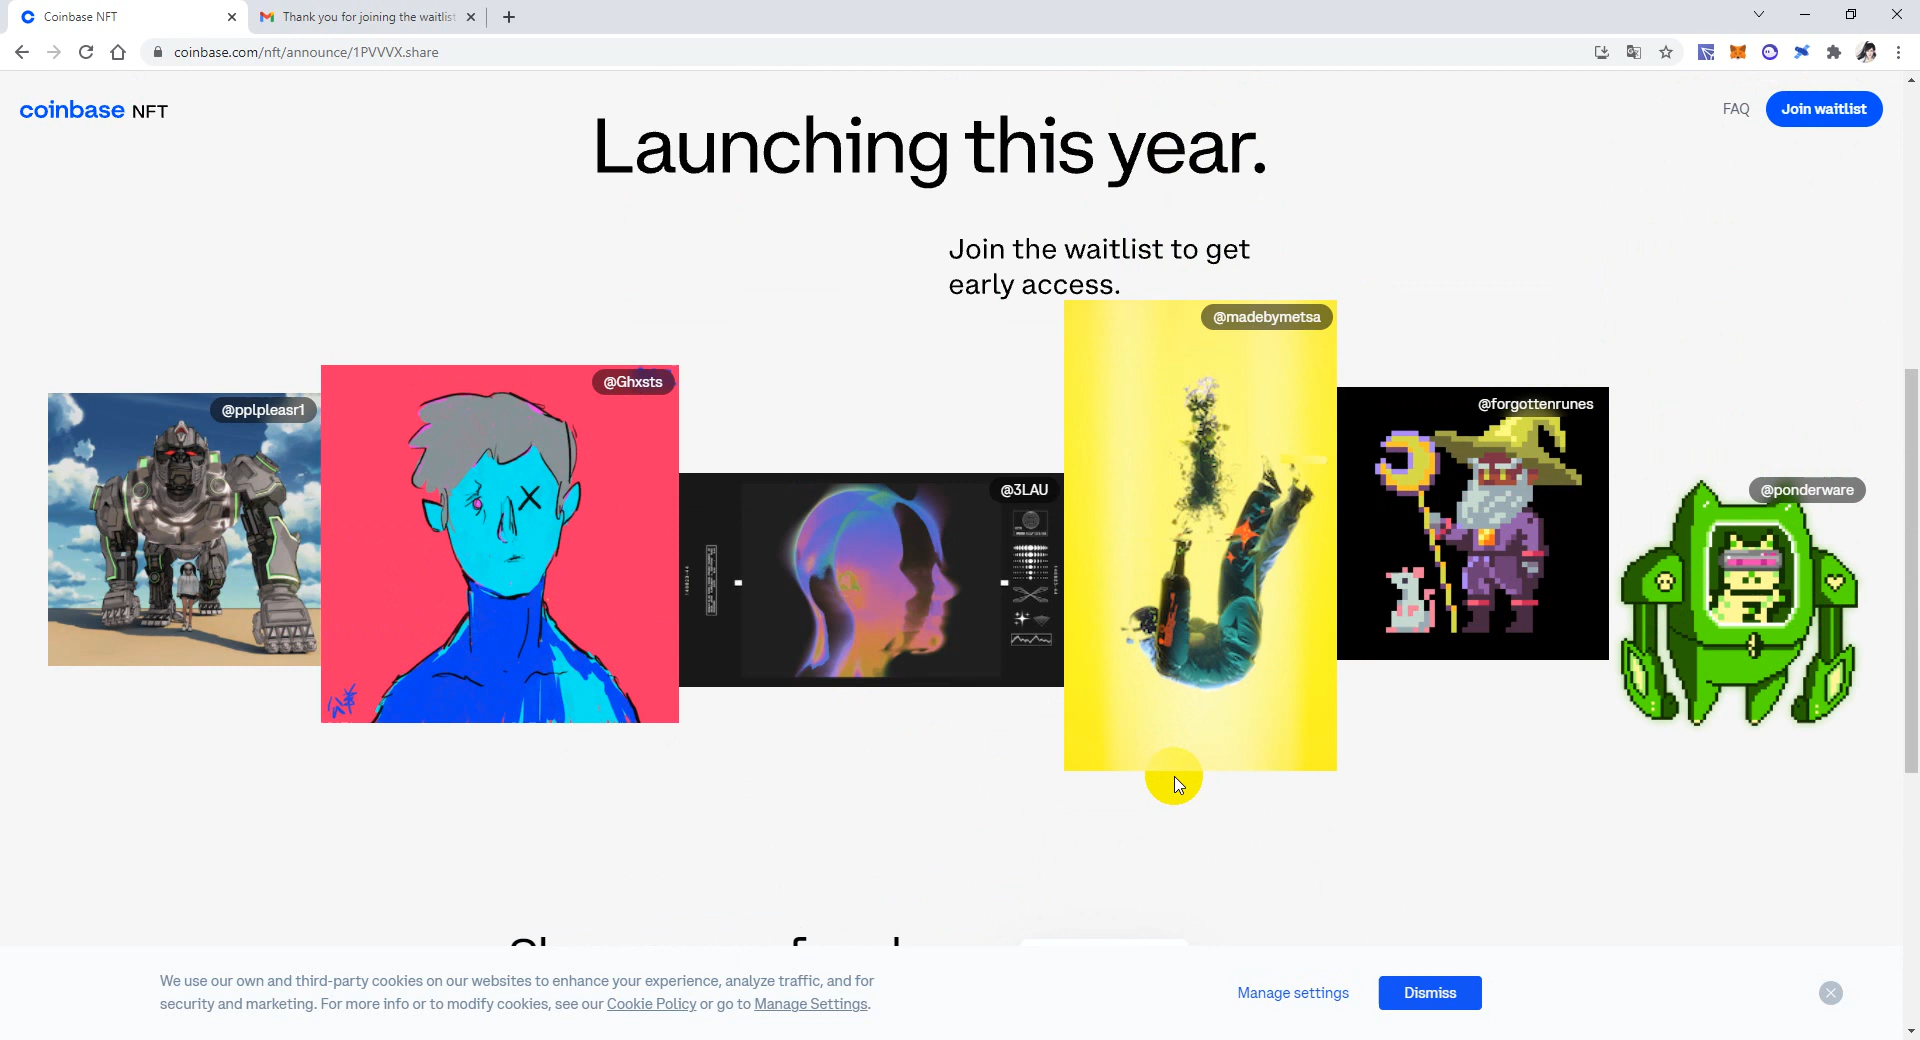 Coinbase NFT
Thank you for joining the waitlist
coinbase.com/nft/announce/1PVVVX.share
coinbase NFT
FAQ
Join waitlist
Launching this year.
Join the waitlist to get
early access.
@madebymetsa
@Ghxsts
@pplpleasr1
@forgottenrunes
@3LAU
@ponderware
We use our own and third-party cookies on our websites to enhance your experience, analyze traffic, and for
security and marketing. For more info or to modify cookies, see our Cookie Policy or go to Manage Settings.
Manage settings
Dismiss